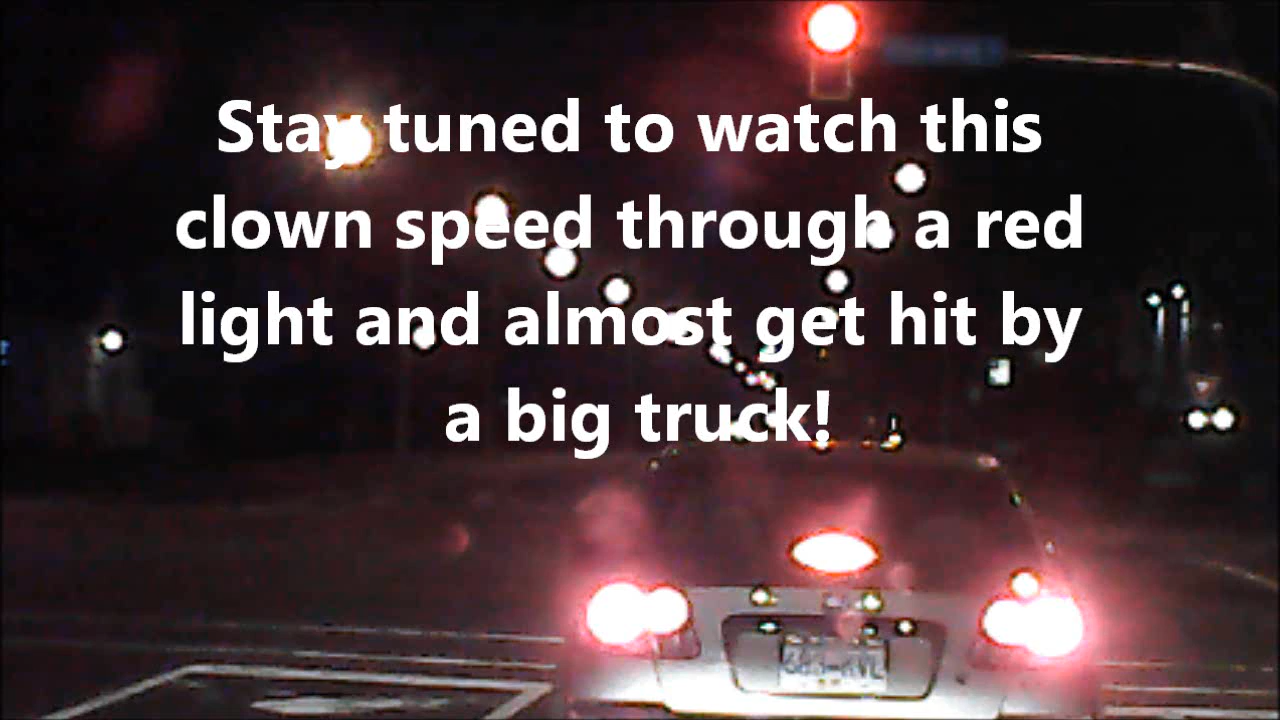 Stay tuned to watch this
clown speed through a red
light and almost get hit by
a big truck!